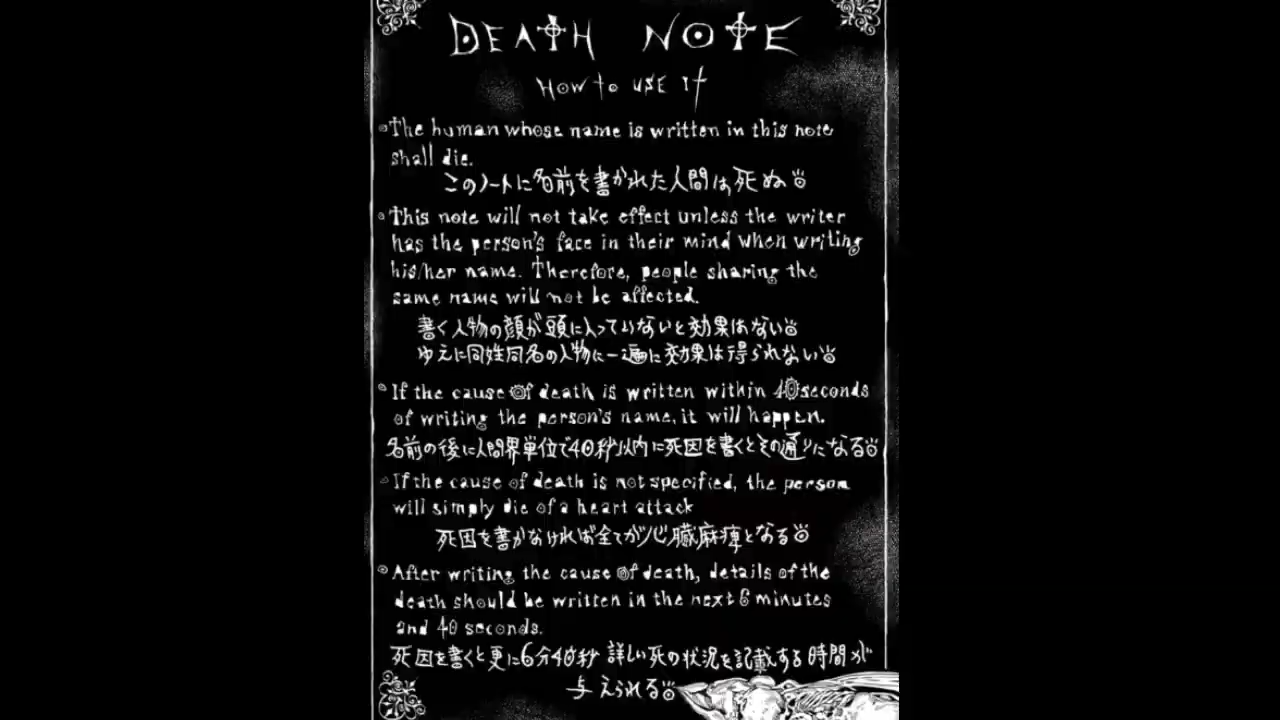 DEATH NOTE
HOW to USE IT
The human whose name is written in this note
shall die.
このノートに名前を書かれた人間は死ぬ
This note will not take effect unless the writer
has the person's face in their mind when writing
his/her name. Therefore, people sharing the
same name will not be affected.
書く人物の顔が頭に入っていないと効果はない
ゆえに同姓同名の人物に一遍に効果は得られない
If the cause of death is written within 40 seconds
of writing the person's name, it will happen.
名前の後に人間界単位で40秒以内に死因を書くとその通りになる
If the cause of death is not specified, the person
will simply die of a heart attack
死因を書かなければ全てが心臓麻痺となる
After writing the cause of death, details of the
death should be written in the next 6 minutes
and 40 seconds.
死因を書くと更に6分40秒 詳しい死の状況を記載する時間が
与えられる